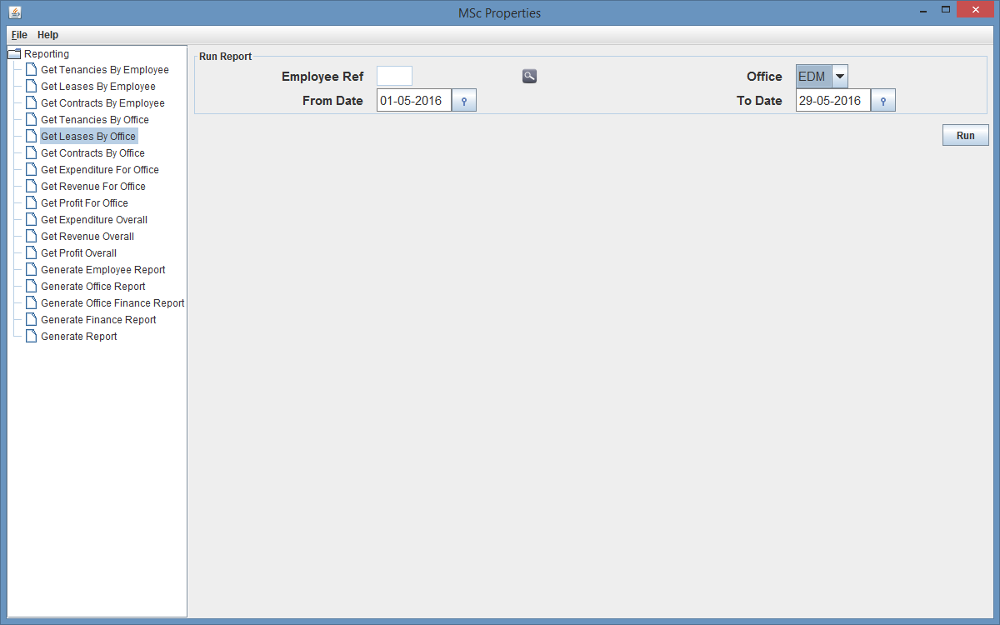 MSc Properties
File Help
Reporting
Get Tenancies By Employee
Get Leases By Employee
Get Contracts By Employee
Get Tenancies By Office
Get Leases By Office
Get Contracts By Office
Get Expenditure For Office
Get Revenue For Office
Get Profit For Office
Get Expenditure Overall
Get Revenue Overall
Get Profit Overall
Generate Employee Report
Generate Office Report
Generate Office Finance Report
Generate Finance Report
Generate Report
Run Report
Employee Ref Office EDM
From Date 01-05-2016 To Date 29-05-2016
Run